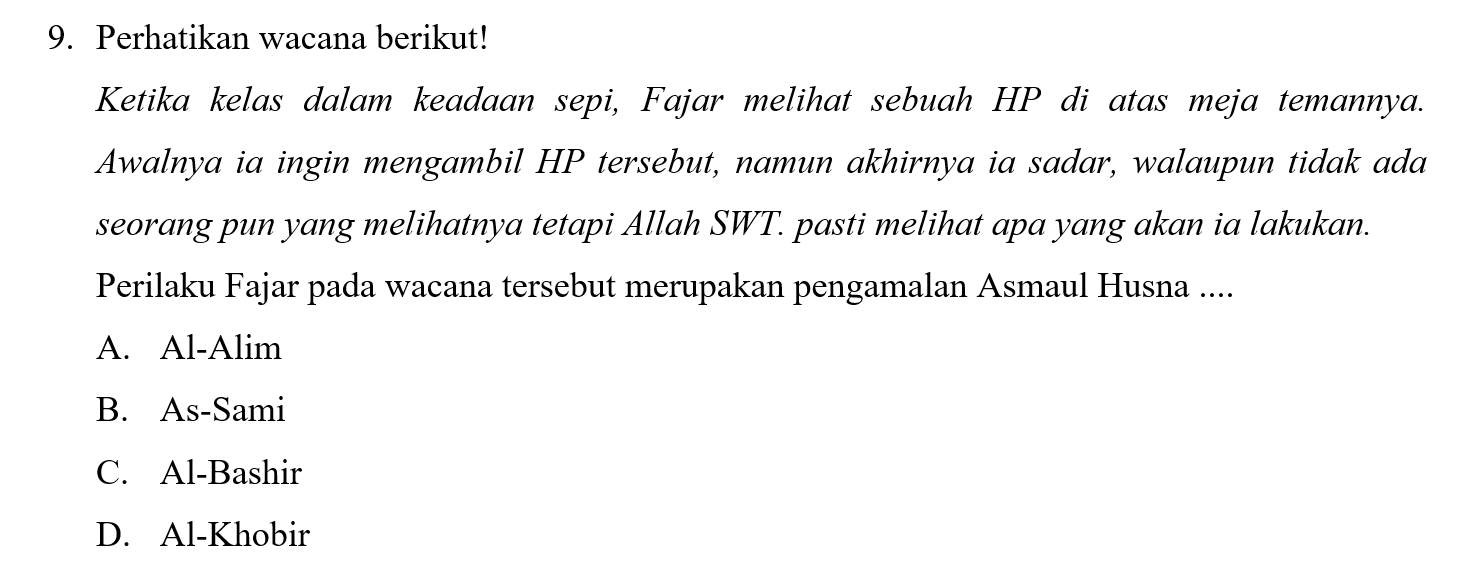 9. Perhatikan wacana berikut!
Ketika kelas dalam keadaan sepi, Fajar melihat sebuah HP di atas meja temannya.
Awalnya ia ingin mengambil HP tersebut, namun akhirnya ia sadar, walaupun tidak ada
seorang pun yang melihatnya tetapi Allah SWT. pasti melihat apa yang akan ia lakukan.
Perilaku Fajar pada wacana tersebut merupakan pengamalan Asmaul Husna ....
A. Al-Alim
B. As-Sami
C. Al-Bashir
D. Al-Khobir